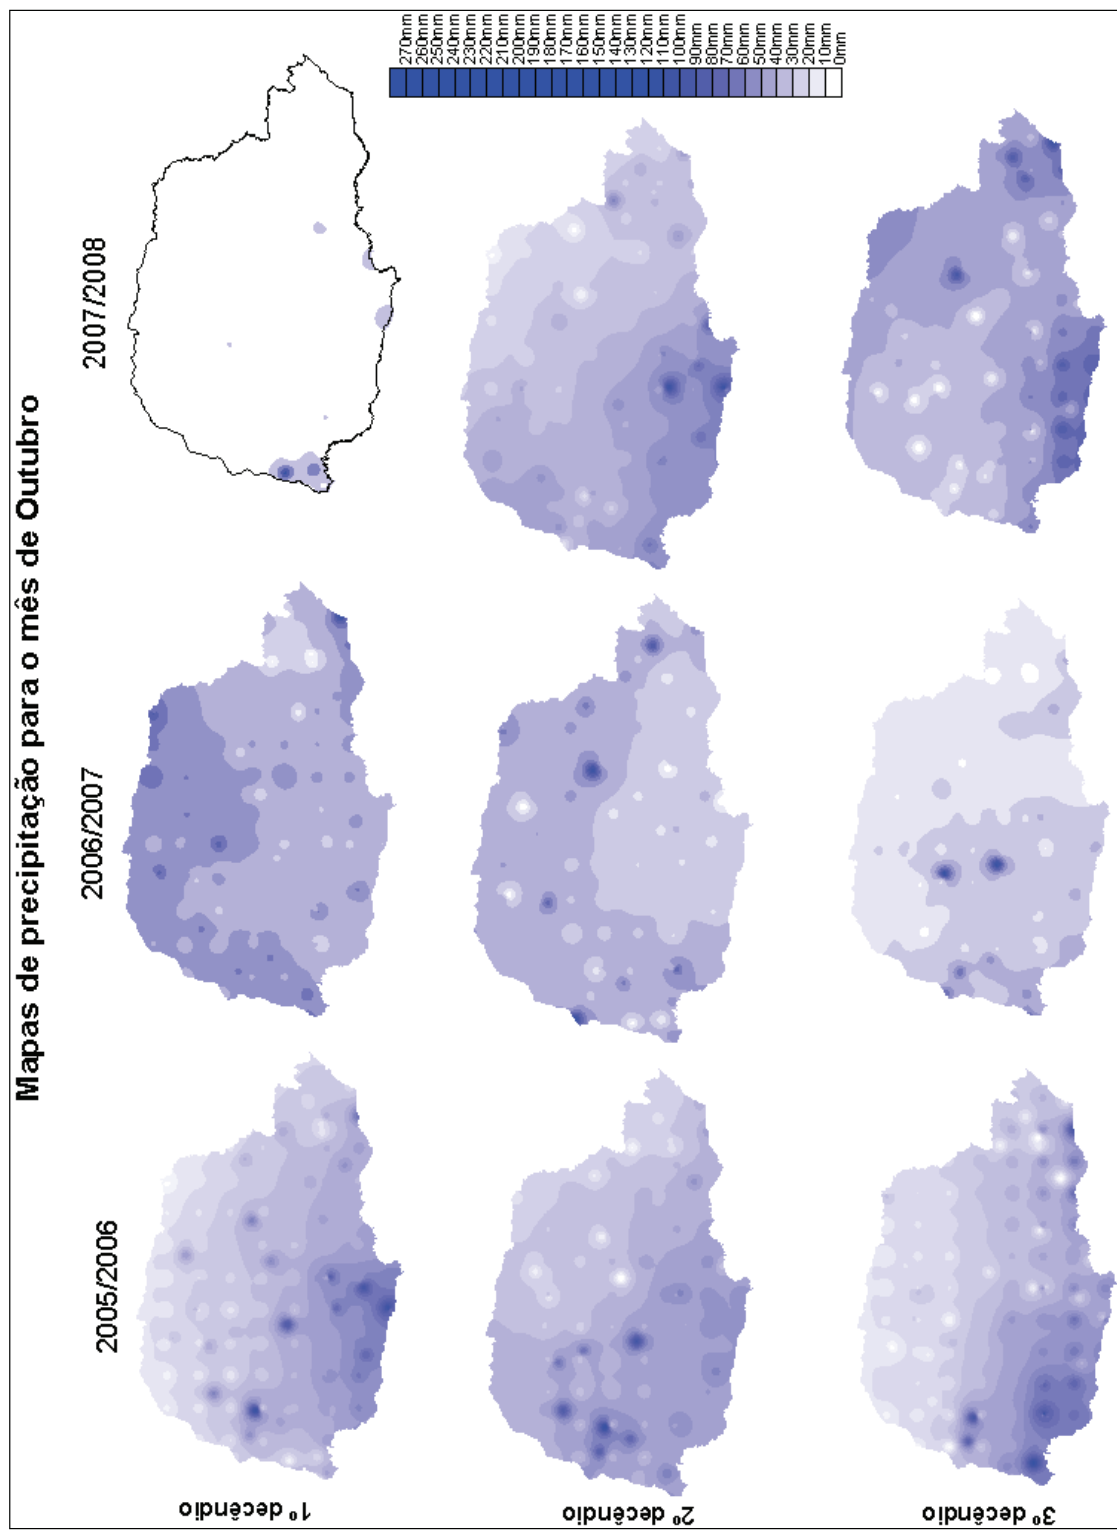 Mapas de precipitação para o mês de Outubro
2005/2006
2006/2007
2007/2008
1º decêndio
2º decêndio
3º decêndio
270mm
260mm
250mm
240mm
230mm
220mm
210mm
200mm
190mm
180mm
170mm
160mm
150mm
140mm
130mm
120mm
110mm
100mm
90mm
80mm
70mm
60mm
50mm
40mm
30mm
20mm
10mm
0mm